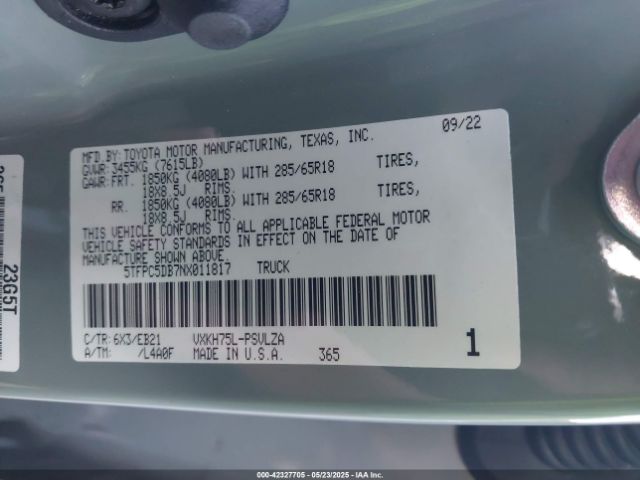 09/22
MFD.BY: TOYOTA MOTOR MANUFACTURING, TEXAS, INC.
GVWR: 3455KG (7615LB)
GAWR: FRT. 1850KG (4080LB) WITH 285/65R18 TIRES,
18X8.5J RIMS.
RR. 1850KG (4080LB) WITH 285/65R18 TIRES,
18X8.5J RIMS.
THIS VEHICLE CONFORMS TO ALL APPLICABLE FEDERAL MOTOR
VEHICLE SAFETY STANDARDS IN EFFECT ON THE DATE OF
MANUFACTURE SHOWN ABOVE.
5TFPC5DB7NX011817 TRUCK
C/TR: 6X3/EB21 VXKH75L-PSVLZA
A/TM: /L4A0F MADE IN U.S.A. 365 1
23G5T
000-42327705 - 05/23/2025 - IAAI.COM